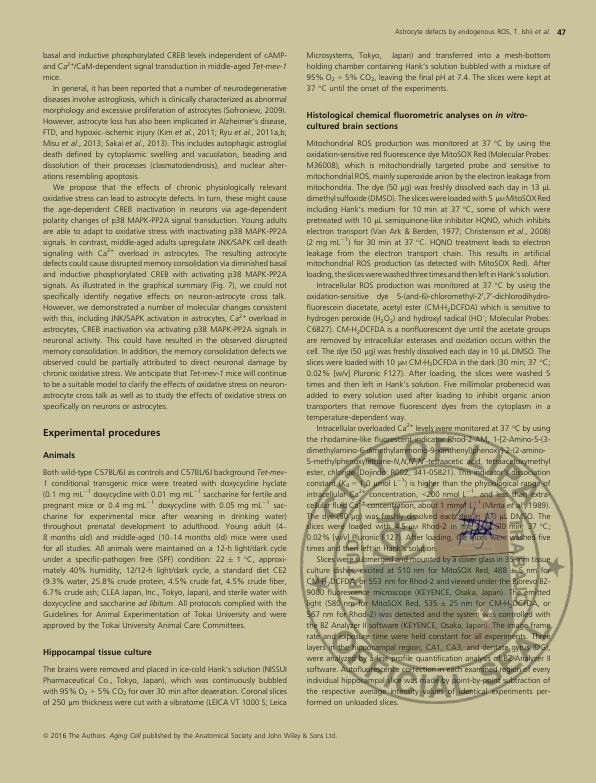 Astrocyte defects by endogenous ROS, T. Ishii et al. 47
basal and inductive phosphorylated CREB levels independent of cAMP-
and Ca2+/CaM-dependent signal transduction in middle-aged Tet-mev-1
mice.
In general, it has been reported that a number of neurodegenerative
diseases involve astrogliosis, which is clinically characterized as abnormal
morphology and excessive proliferation of astrocytes (Sofroniew, 2009).
However, astrocyte loss has also been implicated in Alzheimer's disease,
FTD, and hypoxic–ischemic injury (Kim et al., 2011; Ryu et al., 2011a,b;
Misu et al., 2013; Sakai et al., 2013). This includes autophagic astroglial
death defined by cytoplasmic swelling and vacuolation, beading and
dissolution of their processes (clasmatodendrosis), and nuclear alter-
ations resembling apoptosis.
We propose that the effects of chronic physiologically relevant
oxidative stress can lead to astrocyte defects. In turn, these might cause
the age-dependent CREB inactivation in neurons via age-dependent
polarity changes of p38 MAPK-PP2A signal transduction. Young adults
are able to adapt to oxidative stress with inactivating p38 MAPK-PP2A
signals. In contrast, middle-aged adults upregulate JNK/SAPK cell death
signaling with Ca2+ overload in astrocytes. The resulting astrocyte
defects could cause disrupted memory consolidation via diminished basal
and inductive phosphorylated CREB with activating p38 MAPK-PP2A
signals. As illustrated in the graphical summary (Fig. 7), we could not
specifically identify negative effects on neuron-astrocyte cross talk.
However, we demonstrated a number of molecular changes consistent
with this, including JNK/SAPK activation in astrocytes, Ca2+ overload in
astrocytes, CREB inactivation via activating p38 MAPK-PP2A signals in
neuronal activity. This could have resulted in the observed disrupted
memory consolidation. In addition, the memory consolidation defects we
observed could be partially attributed to direct neuronal damage by
chronic oxidative stress. We anticipate that Tet-mev-1 mice will continue
to be a suitable model to clarify the effects of oxidative stress on neuron-
astrocyte cross talk as well as to study the effects of oxidative stress on
specifically on neurons or astrocytes.
Experimental procedures
Animals
Both wild-type C57BL/6J as controls and C57BL/6J background Tet-mev-
1 conditional transgenic mice were treated with doxycycline hyclate
(0.1 mg mL−1 doxycycline with 0.01 mg mL−1 saccharine for fertile and
pregnant mice or 0.4 mg mL−1 doxycycline with 0.05 mg mL−1 sac-
charine for experimental mice after weaning in drinking water)
throughout prenatal development to adulthood. Young adult (4–
8 months old) and middle-aged (10–14 months old) mice were used
for all studies. All animals were maintained on a 12-h light/dark cycle
under a specific-pathogen free (SPF) condition: 22 ± 1 °C, approxi-
mately 40% humidity, 12/12-h light/dark cycle, a standard diet CE2
(9.3% water, 25.8% crude protein, 4.5% crude fat, 4.5% crude fiber,
6.7% crude ash; CLEA Japan, Inc., Tokyo, Japan), and sterile water with
doxycycline and saccharine ad libitum. All protocols complied with the
Guidelines for Animal Experimentation of Tokai University and were
approved by the Tokai University Animal Care Committees.
Hippocampal tissue culture
The brains were removed and placed in ice-cold Hank's solution (NISSUI
Pharmaceutical Co., Tokyo, Japan), which was continuously bubbled
with 95% O2 + 5% CO2 for over 30 min after deaeration. Coronal slices
of 250 μm thickness were cut with a vibratome (LEICA VT 1000 S; Leica
Microsystems, Tokyo, Japan) and transferred into a mesh-bottom
holding chamber containing Hank's solution bubbled with a mixture of
95% O2 + 5% CO2, leaving the final pH at 7.4. The slices were kept at
37 °C until the onset of the experiments.
Histological chemical fluorometric analyses on in vitro-
cultured brain sections
Mitochondrial ROS production was monitored at 37 °C by using the
oxidation-sensitive red fluorescence dye MitoSOX Red (Molecular Probes:
M36008), which is mitochondrially targeted probe and sensitive to
mitochondrial ROS, mainly superoxide anion by the electron leakage from
mitochondria. The dye (50 μg) was freshly dissolved each day in 13 μL
dimethyl sulfoxide (DMSO). The slices were loaded with 5 μM MitoSOX Red
including Hank's medium for 10 min at 37 °C, some of which were
pretreated with 10 μM semiquinone-like inhibitor HQNO, which inhibits
electron transport (Van Ark & Berden, 1977; Christensen et al., 2008)
(2 mg mL−1) for 30 min at 37 °C. HQNO treatment leads to electron
leakage from the electron transport chain. This results in artificial
mitochondrial ROS production (as detected with MitoSOX Red). After
loading, the slices were washed three times and then left in Hank's solution.
Intracellular ROS production was monitored at 37 °C by using the
oxidation-sensitive dye 5-(and-6)-chloromethyl-2′,7′-dichlorodihydro-
fluorescein diacetate, acetyl ester (CM-H2DCFDA) which is sensitive to
hydrogen peroxide (H2O2) and hydroxyl radical (HO·; Molecular Probes:
C6827). CM-H2DCFDA is a nonfluorescent dye until the acetate groups
are removed by intracellular esterases and oxidation occurs within the
cell. The dye (50 μg) was freshly dissolved each day in 10 μL DMSO. The
slices were loaded with 10 μM CM-H2DCFDA in the dark (30 min; 37 °C;
0.02% [w/v] Pluronic F127). After loading, the slices were washed 5
times and then left in Hank's solution. Five millimolar probenecid was
added to every solution used after loading to inhibit organic anion
transporters that remove fluorescent dyes from the cytoplasm in a
temperature-dependent way.
Intracellular overloaded Ca2+ levels were monitored at 37 °C by using
the rhodamine-like fluorescent indicator Rhod-2 AM, 1-[2-Amino-5-(3-
dimethylamino-6-dimethylammonio-9-xanthenyl)phenoxy]-2-(2-amino-
5-methylphenoxy)ethane-N,N,N′,N′-tetraacetic acid, tetraacetoxymethyl
ester, chloride (Dojindo: R002, 341-05821). This indicator's dissociation
constant (Kd = 1.0 μmol L−1) is higher than the physiological range of
intracellular Ca2+ concentration, <200 nmol L−1, and less than extra-
cellular fluid Ca2+ concentration, about 1 mmol L−1 (Minta et al., 1989).
The dye (50 μg) was freshly dissolved each day in μL DMSO. The
slices were loaded with 4.5 μM Rhod-2 in min; 37 °C;
0.02% [w/v] Pluronic F127). After loading, the slices were washed five
times and then left in Hank's solution.
Slices were submerged and mounted by a cover glass in 35-mm tissue
culture dishes, excited at 510 nm for MitoSOX Red, 488 ± 5 nm for
CM-H2DCFDA, or 553 nm for Rhod-2 and viewed under the Biorevo BZ-
9000 fluorescence microscope (KEYENCE, Osaka, Japan). The emitted
light (580 nm for MitoSOX Red, 535 ± 25 nm for CM-H2DCFDA, or
567 nm for Rhod-2) was detected and the system was controlled with
the BZ Analyzer II software (KEYENCE, Osaka, Japan). The image frame
rate and exposure time were held constant for all experiments. Three
layers in the hippocampal region, CA1, CA3, and dentate gyrus (DG),
were analyzed by a line profile quantification analysis of BZ Analyzer II
software. Autofluorescence correction in each examined region of every
individual hippocampal slice was made by point-by-point subtraction of
the respective average intensity values of identical experiments per-
formed on unloaded slices.
OFFICIAL SEAL
© 2016 The Authors. Aging Cell published by the Anatomical Society and John Wiley & Sons Ltd.